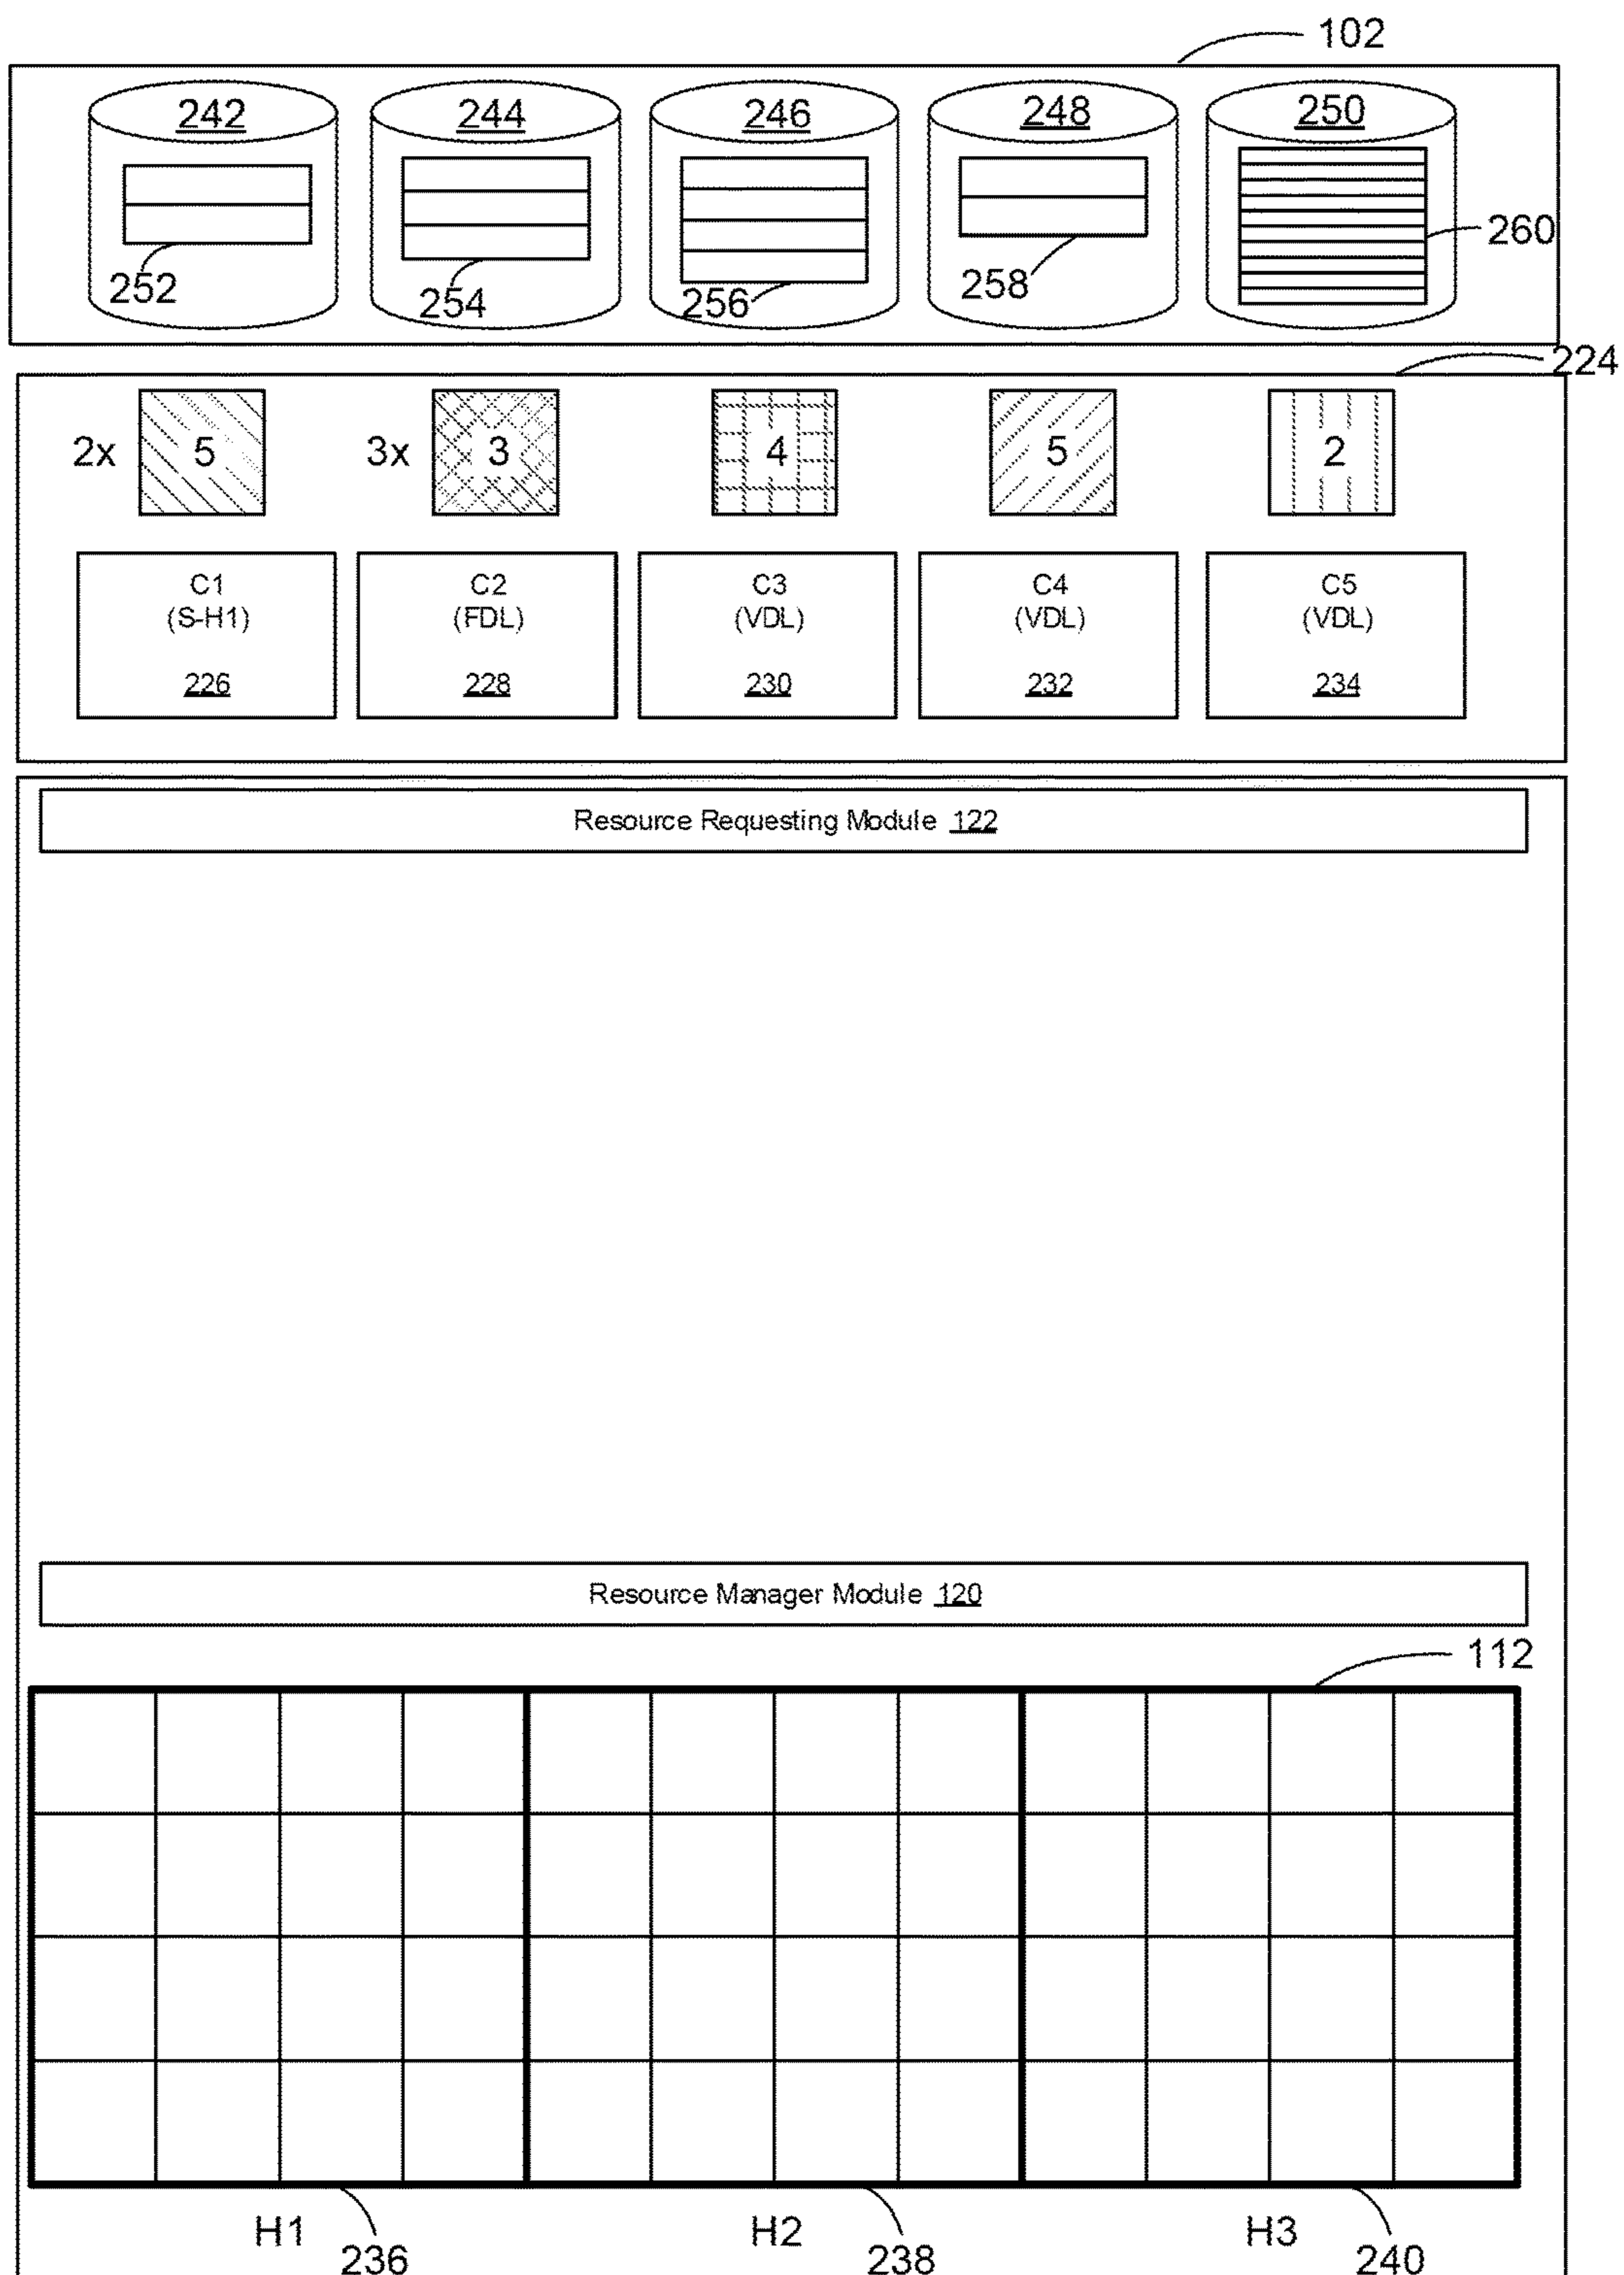 102
242 244 246 248 250
260
252 254 256 258
224
2x 5 3x 3 4 5 2
C1 C2 C3 C4 C5
(S-H1) (FDL) (VDL) (VDL) (VDL)
226 228 230 232 234
Resource Requesting Module 122
Resource Manager Module 120
112
H1 H2 H3
236 238 240